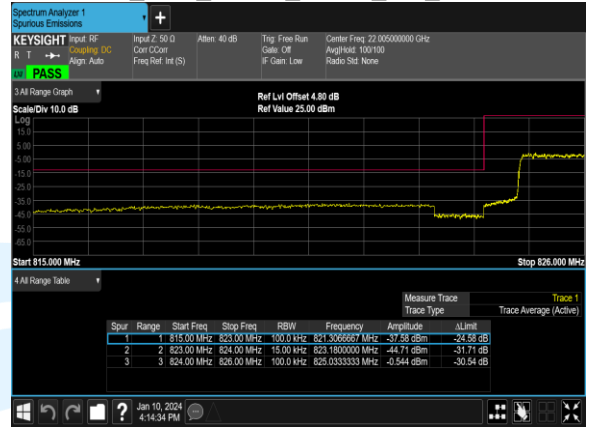 Spectrum Analyzer 1
Spurious Emissions
+
KEYSIGHT Input: RF Input Z: 50 Ω Atten: 40 dB Trig: Free Run Center Freq: 22.005000000 GHz
R T Coupling: DC Corr CCorr Gate: Off Avg|Hold: 100/100
Align: Auto Freq Ref: Int (S) IF Gain: Low Radio Std: None
PASS
3 All Range Graph
Ref Lvl Offset 4.80 dB
Scale/Div 10.0 dB Ref Value 25.00 dBm
Log
15.0
5.00
-5.00
-15.0
-25.0
-35.0
-45.0
-55.0
-65.0
Start 815.000 MHz Stop 826.000 MHz
4 All Range Table
Measure Trace Trace 1
Trace Type Trace Average (Active)
Spur Range Start Freq Stop Freq RBW Frequency Amplitude ΔLimit
1 1 815.00 MHz 823.00 MHz 100.0 kHz 821.3066667 MHz -37.58 dBm -24.58 dB
2 2 823.00 MHz 824.00 MHz 15.00 kHz 823.1800000 MHz -44.71 dBm -31.71 dB
3 3 824.00 MHz 826.00 MHz 100.0 kHz 825.0333333 MHz -0.544 dBm -30.54 dB
? Jan 10, 2024
4:14:34 PM